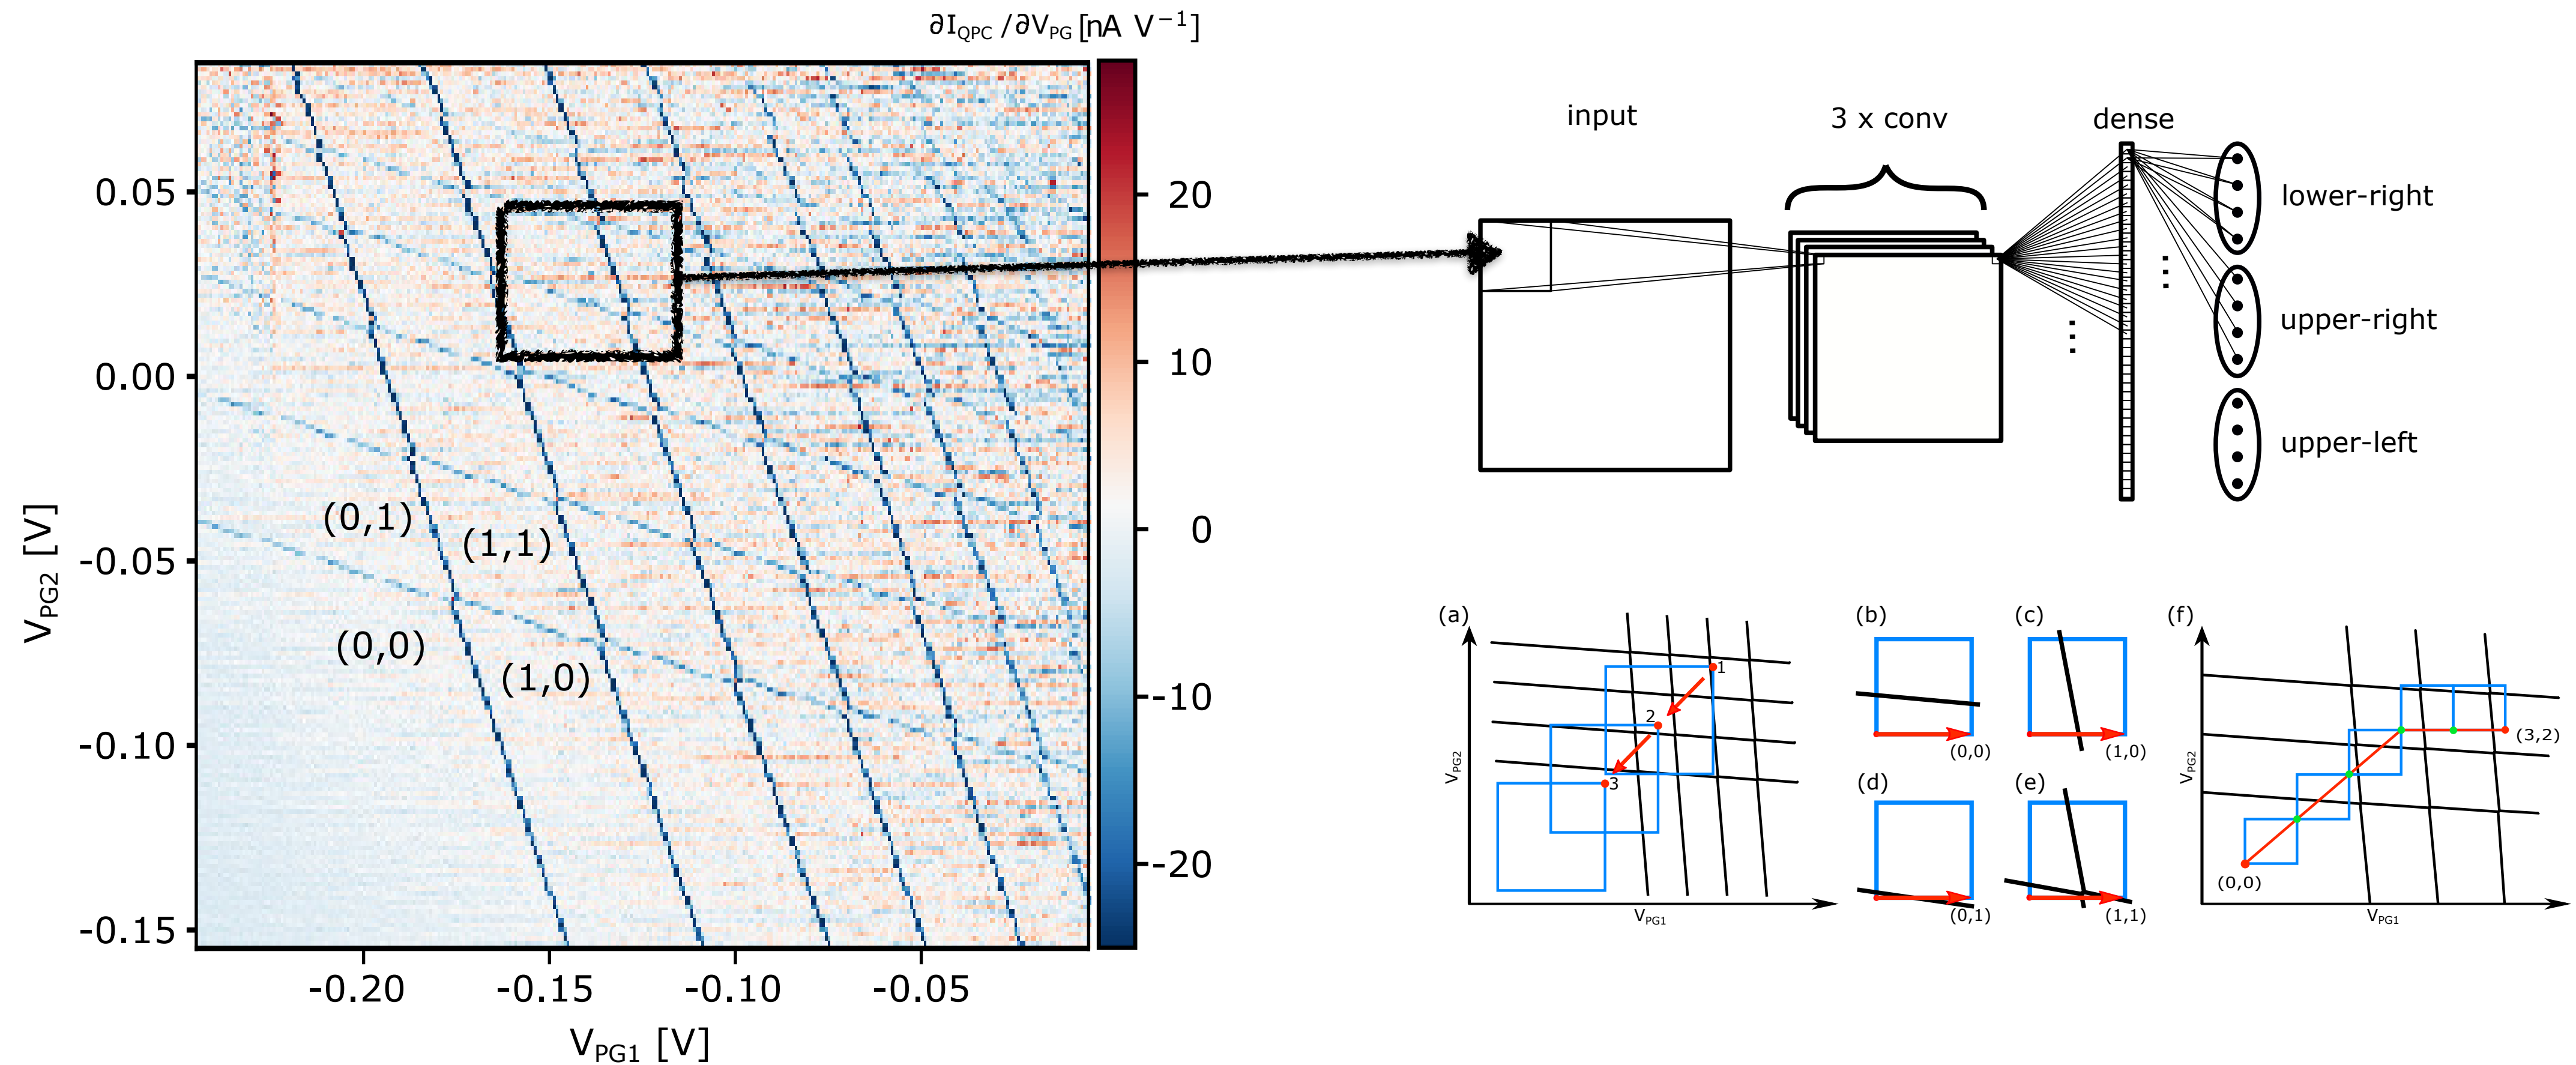 ∂I_QPC /∂V_PG [nA V⁻¹]
0.05
0.00
-0.05
-0.10
-0.15
V_PG2 [V]
(0,1)
(1,1)
(0,0)
(1,0)
-0.20
-0.15
-0.10
-0.05
V_PG1 [V]
20
10
0
-10
-20
input
3 x conv
dense
lower-right
upper-right
upper-left
...
...
(a)
V_PG2
1
2
3
V_PG1
(b)
(0,0)
(c)
(1,0)
(d)
(0,1)
(e)
(1,1)
(f)
V_PG2
(3,2)
(0,0)
V_PG1